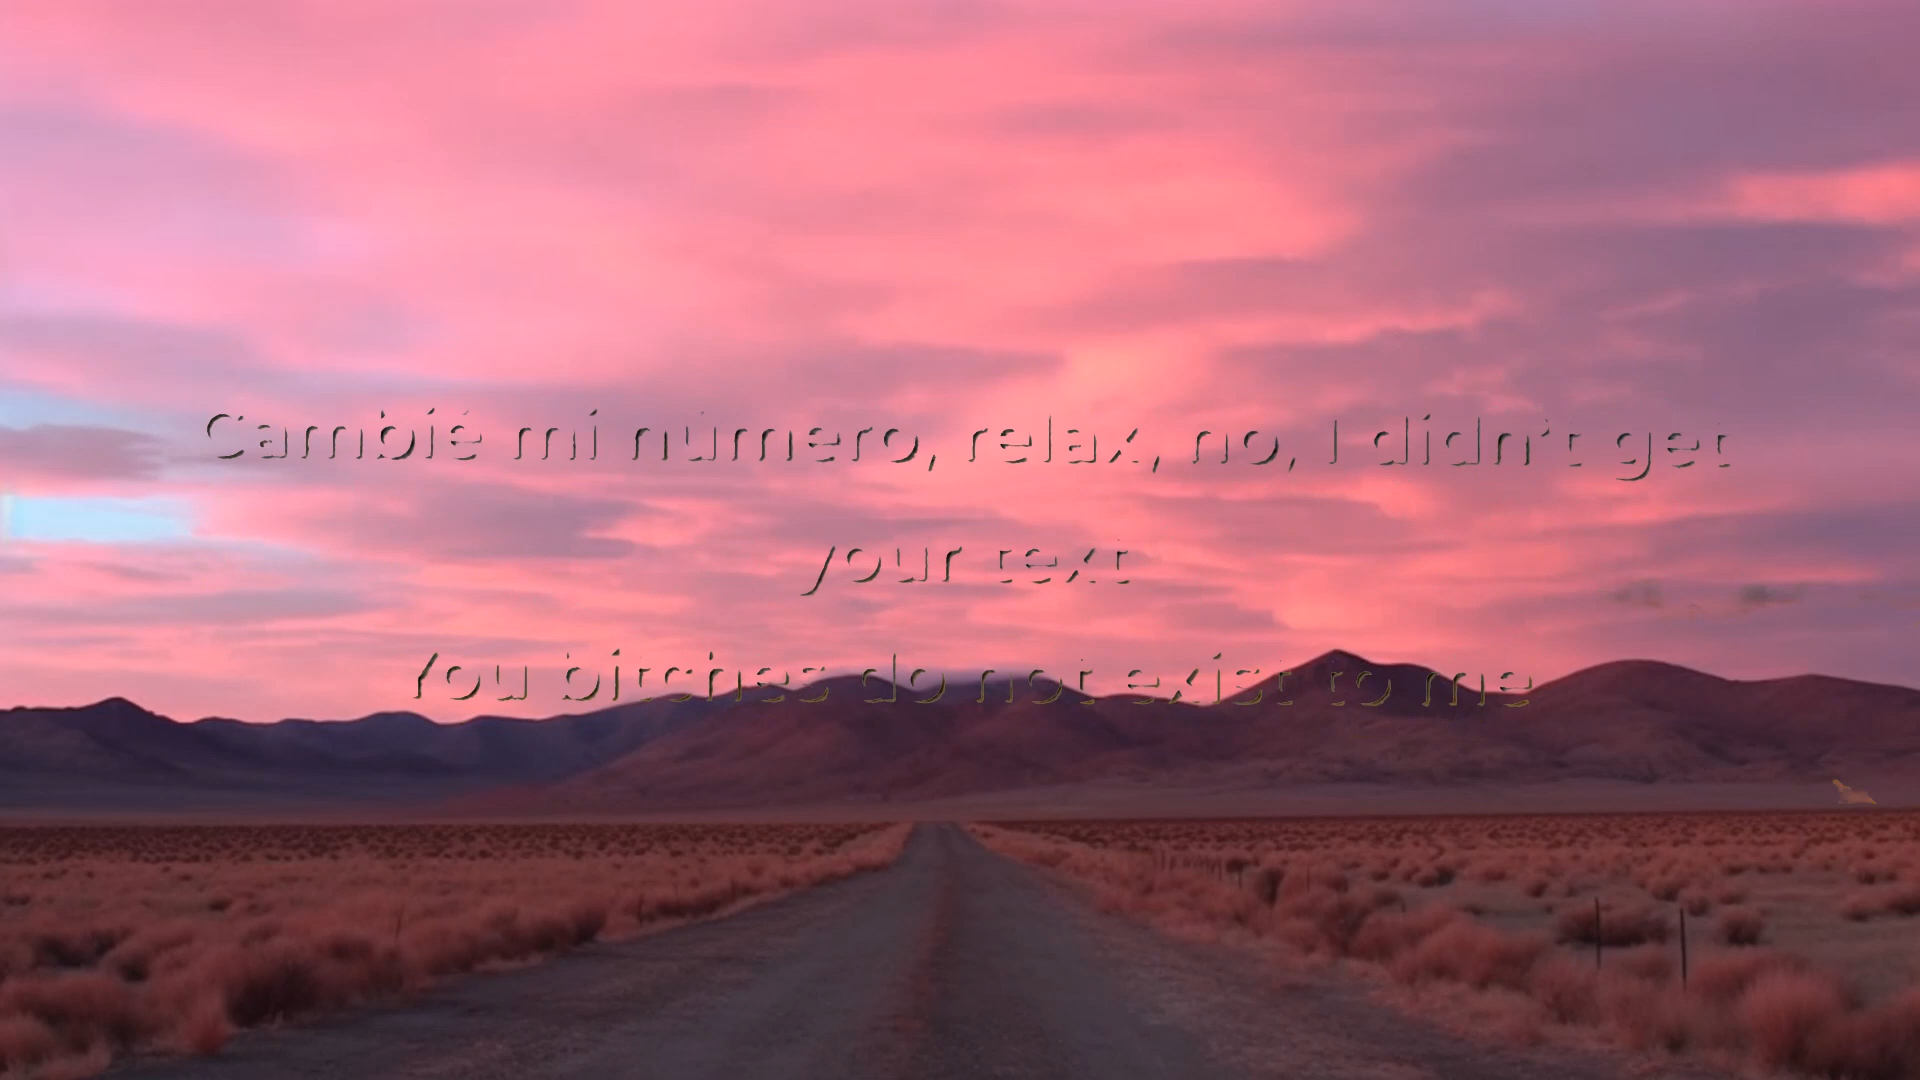 Cambié mi número, relax, no, I didn't get
your text
You bitches do not exist to me